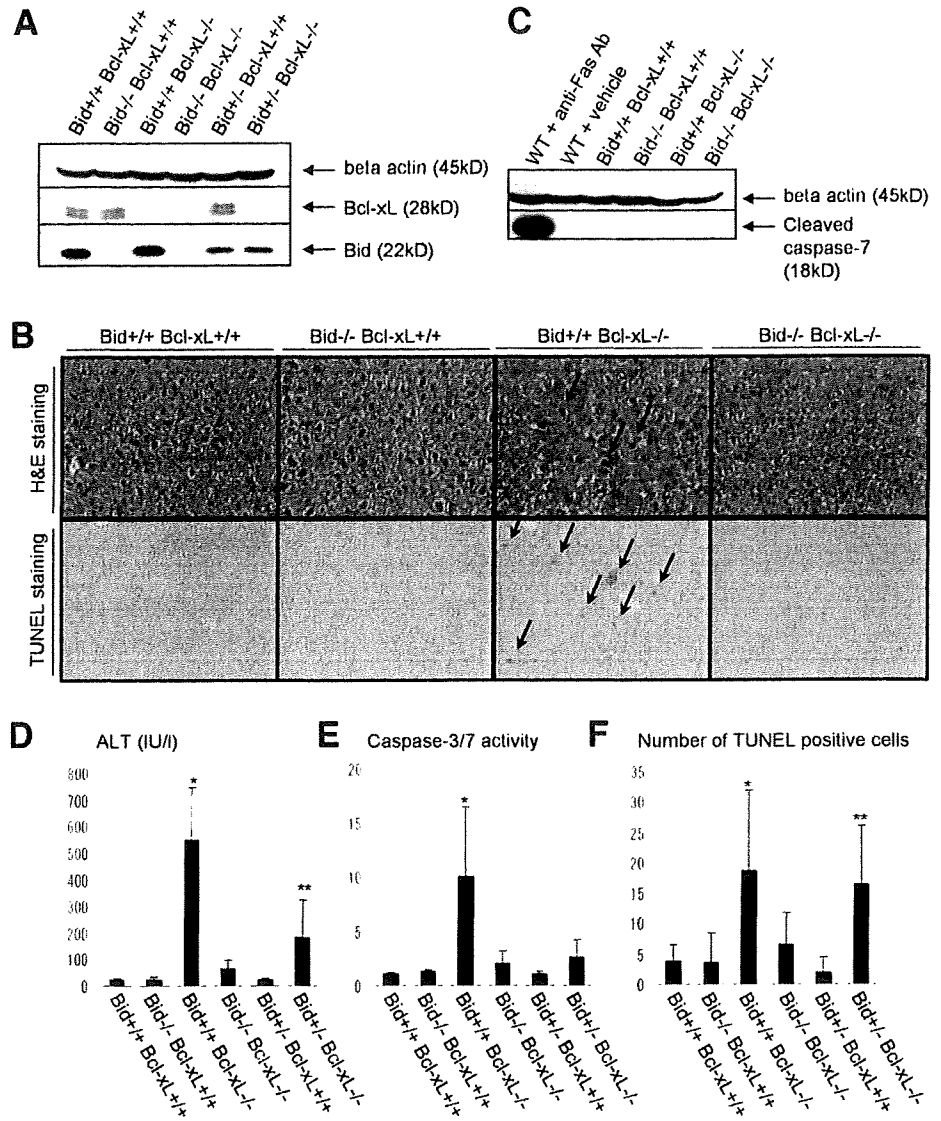 A
Bid+/+ Bcl-xL+/+
Bid-/- Bcl-xL+/+
Bid+/+ Bcl-xL-/-
Bid-/- Bcl-xL-/-
Bid+/- Bcl-xL+/+
Bid+/- Bcl-xL-/-
beta actin (45kD)
Bcl-xL (28kD)
Bid (22kD)
C
WT + anti-Fas Ab
WT + vehicle
Bid+/+ Bcl-xL+/+
Bid-/- Bcl-xL+/+
Bid+/+ Bcl-xL-/-
Bid-/- Bcl-xL-/-
beta actin (45kD)
Cleaved
caspase-7
(18kD)
B
Bid+/+ Bcl-xL+/+
Bid-/- Bcl-xL+/+
Bid+/+ Bcl-xL-/-
Bid-/- Bcl-xL-/-
H&E staining
TUNEL staining
D
ALT (IU/l)
800
700
600
500
400
300
200
100
0
*
**
Bid+/+ Bcl-xL+/+
Bid-/- Bcl-xL+/+
Bid+/+ Bcl-xL-/-
Bid-/- Bcl-xL-/-
Bid+/- Bcl-xL+/+
Bid+/- Bcl-xL-/-
E
Caspase-3/7 activity
20
15
10
5
0
*
Bid+/+ Bcl-xL+/+
Bid-/- Bcl-xL+/+
Bid+/+ Bcl-xL-/-
Bid-/- Bcl-xL-/-
Bid+/- Bcl-xL+/+
Bid+/- Bcl-xL-/-
F
Number of TUNEL positive cells
35
30
25
20
15
10
5
0
*
**
Bid+/+ Bcl-xL+/+
Bid-/- Bcl-xL+/+
Bid+/+ Bcl-xL-/-
Bid-/- Bcl-xL-/-
Bid+/- Bcl-xL+/+
Bid+/- Bcl-xL-/-